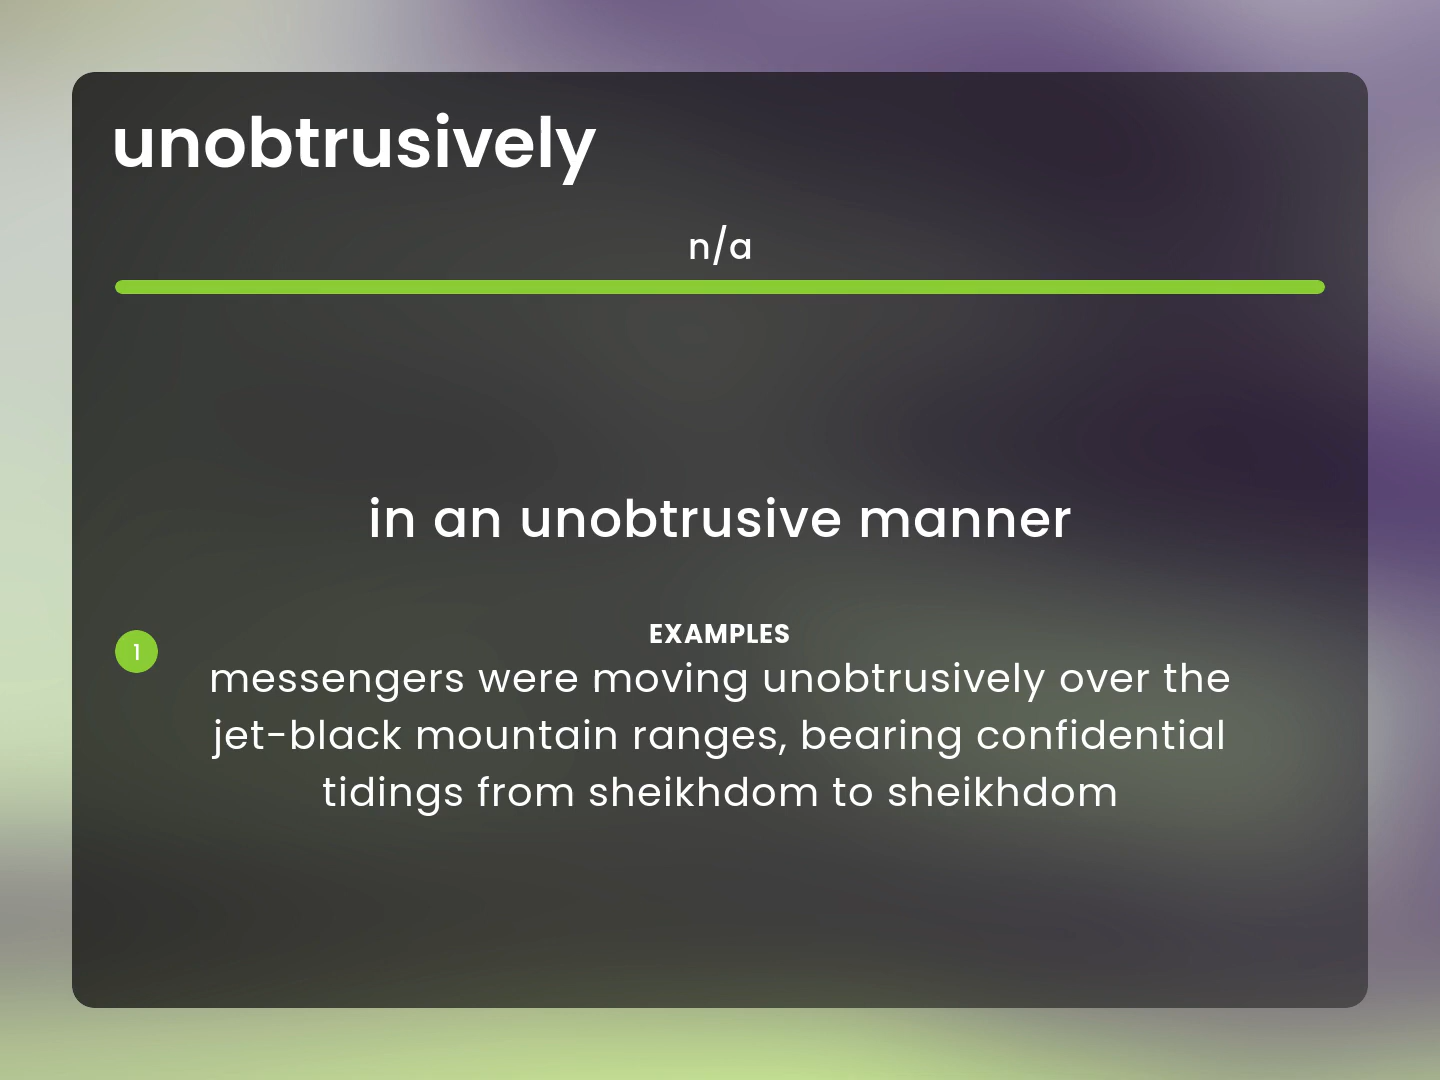 unobtrusively
n/a
in an unobtrusive manner
EXAMPLES
1
messengers were moving unobtrusively over the
jet-black mountain ranges, bearing confidential
tidings from sheikhdom to sheikhdom